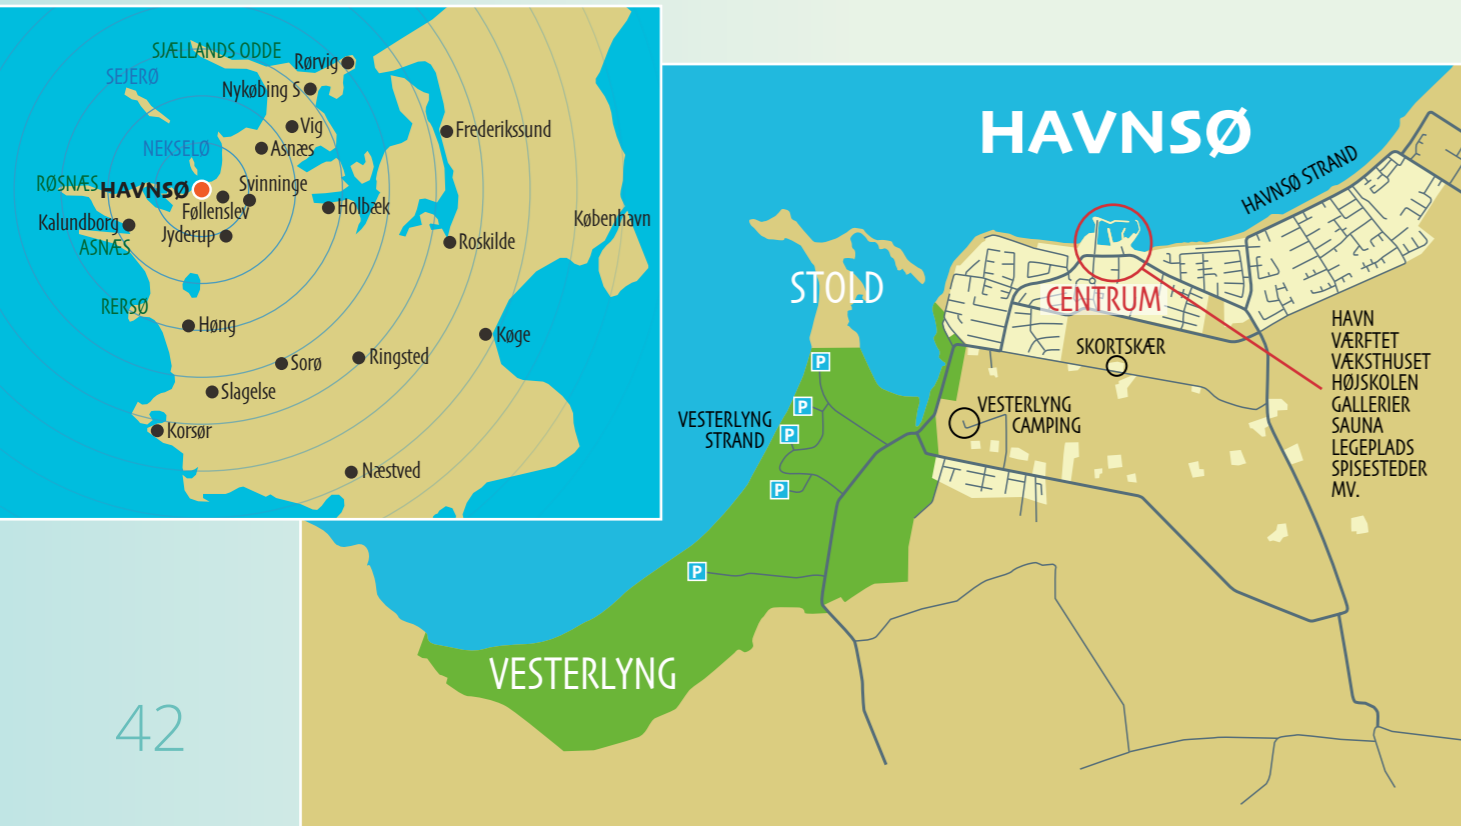 SJÆLLANDS ODDE
Rørvig
SEJERØ
Nykøbing S
Vig
Frederikssund
NEKSELØ
Asnæs
RØSNÆS
HAVNSØ
Svinninge
Føllenslev
Holbæk
København
Kalundborg
Jyderup
Roskilde
ASNÆS
RERSØ
Høng
Køge
Sorø
Ringsted
Slagelse
Korsør
Næstved
HAVNSØ
HAVNSØ STRAND
STOLD
CENTRUM
HAVN
VÆRFTET
VÆKSTHUSET
HØJSKOLEN
GALLERIER
SAUNA
LEGEPLADS
SPISESTEDER
MV.
SKORTSKÆR
P
P
P
P
P
VESTERLYNG
STRAND
VESTERLYNG
CAMPING
VESTERLYNG
42